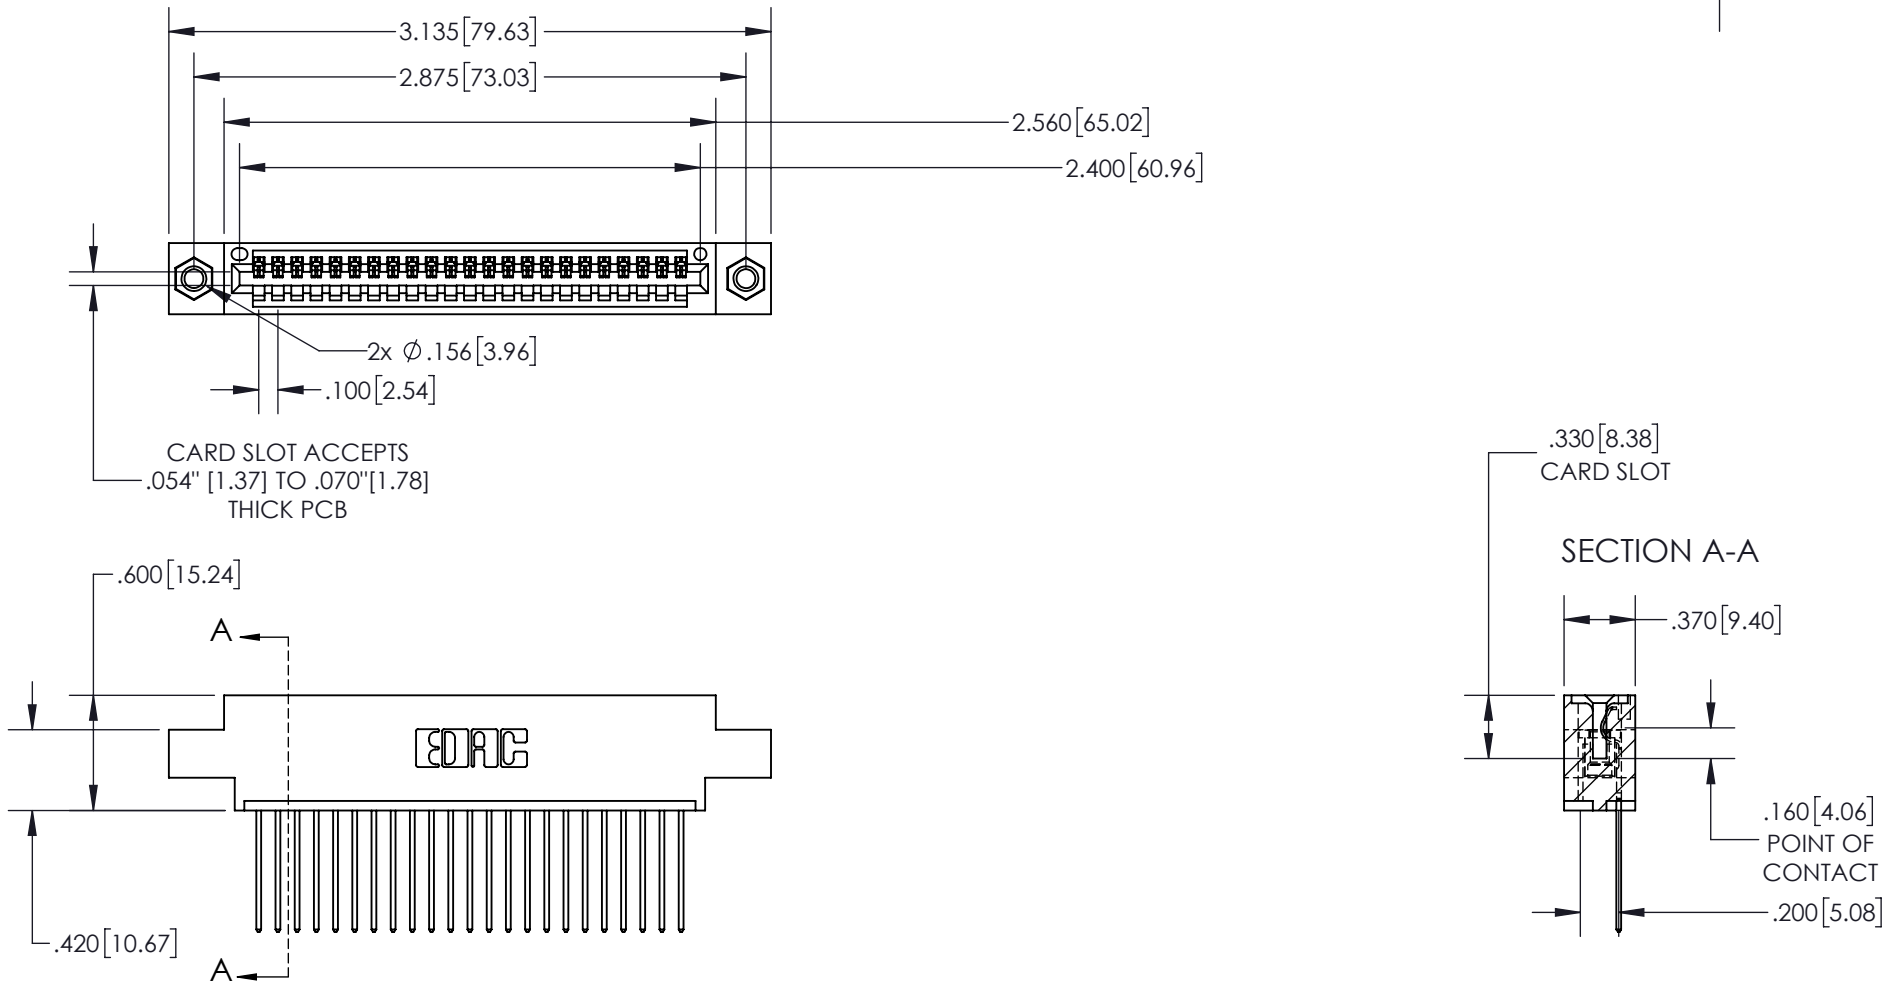 3.135[79.63]
2.875[73.03]
2.560[65.02]
2.400[60.96]
2x Ø.156[3.96]
.100[2.54]
CARD SLOT ACCEPTS
.054" [1.37] TO .070"[1.78]
THICK PCB
.330[8.38]
CARD SLOT
SECTION A-A
.600[15.24]
A
.370[9.40]
EDAC
.160[4.06]
POINT OF
CONTACT
.200[5.08]
.420[10.67]
A